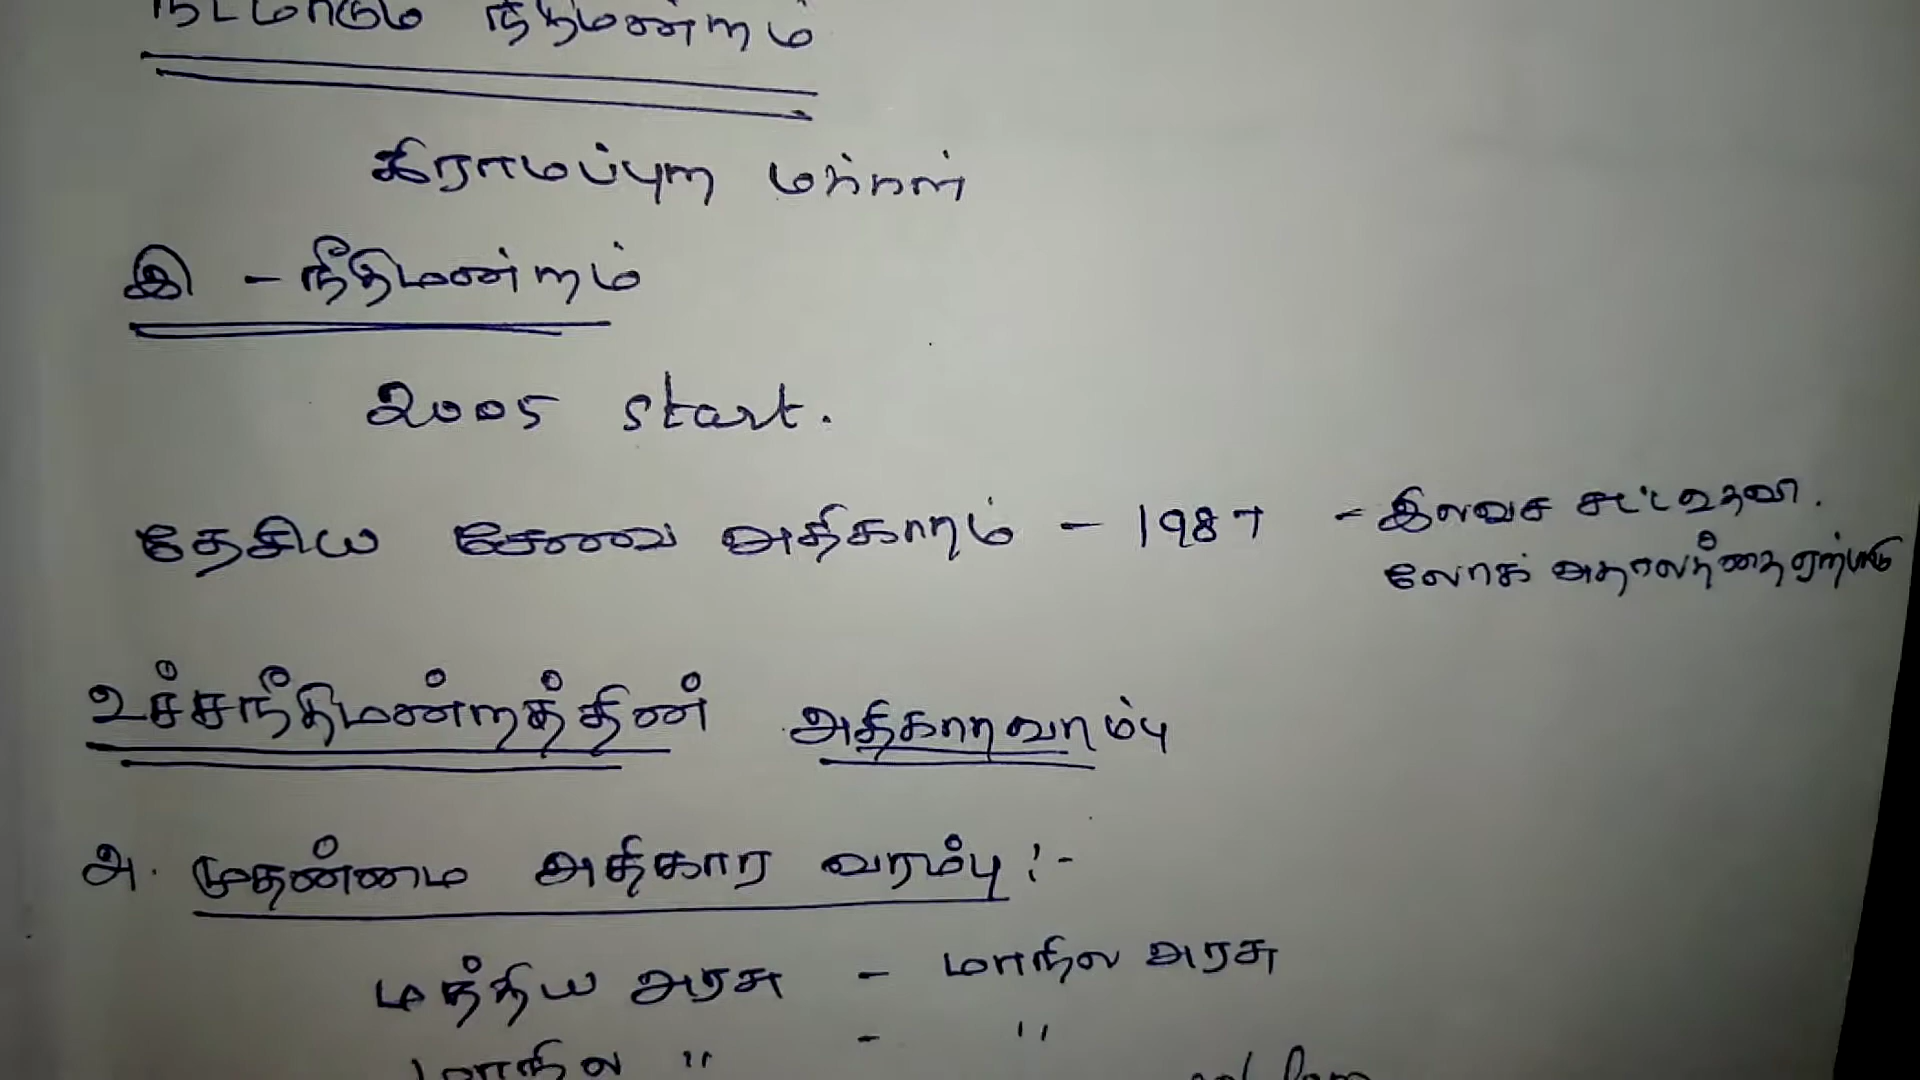 நடமாடும் நீதிமன்றம்
கிராமப்புற மக்கள்
இ - நீதிமன்றம்
2005 start.
தேசிய சேவை அதிகாரம் - 1987 - இலவச சட்டஉதவி.
லோக் அதாலத்தை ஏற்பாடு
உச்சநீதிமன்றத்தின் அதிகாரவரம்பு
அ. முதன்மை அதிகார வரம்பு :-
மத்திய அரசு - மாநில அரசு
மாநில " - "